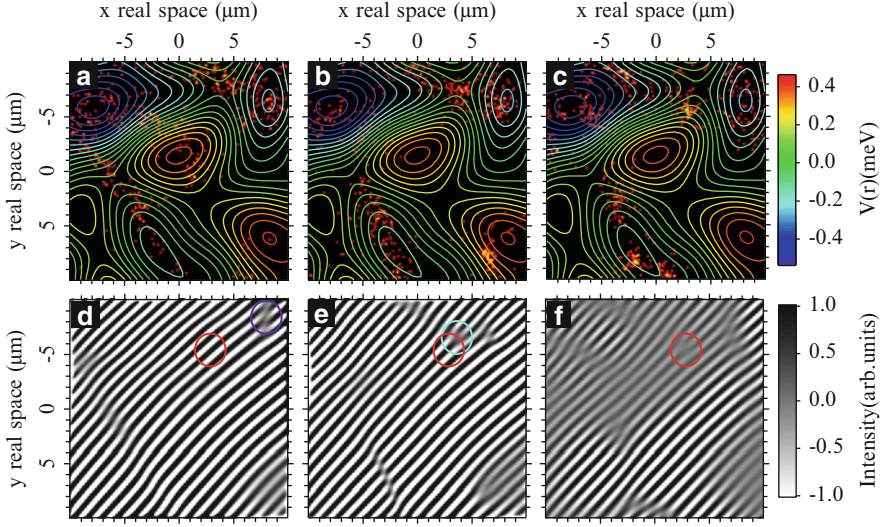 x real space (μm) x real space (μm) x real space (μm)
-5 0 5 -5 0 5 -5 0 5
a b c
y real space (μm)
-5
0
5
0.4
0.2
0.0
-0.2
-0.4
V(r)(meV)
d e f
y real space (μm)
-5
0
5
1.0
0.5
0.0
-0.5
-1.0
Intensity(arb.units)